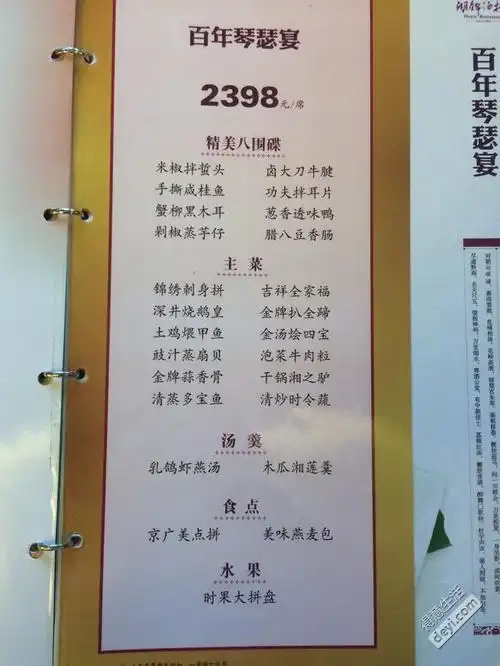 百年琴瑟宴
2398元/席
精美八围碟
米椒拌蜇头 卤大刀牛腱
手撕咸桂鱼 功夫拌耳片
蟹柳黑木耳 葱香透味鸭
剁椒蒸芋仔 腊八豆香肠
主菜
锦绣刺身拼 吉祥全家福
深井烧鹅皇 金牌扒全蹄
土鸡煨甲鱼 金汤烩四宝
豉汁蒸扇贝 泡菜牛肉粒
金牌蒜香骨 干锅湘之驴
清蒸多宝鱼 清炒时令蔬
汤羹
乳鸽虾燕汤 木瓜湘莲羹
食点
京广美点拼 美味燕麦包
水果
时果大拼盘
百年琴瑟宴
得意生活
deyi.com